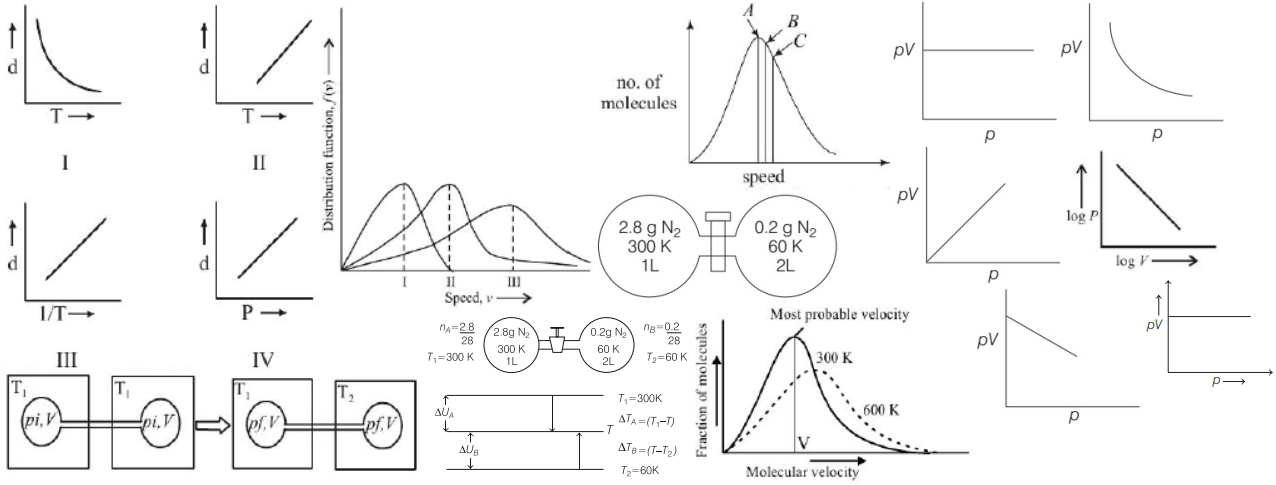 d
T
I
d
T
II
d
1/T
III
d
P
IV
Distribution function, f(v)
I II III
Speed, v
A
B
C
no. of
molecules
speed
pV
p
pV
p
pV
p
log P
log V
pV
p
pV
p
2.8 g N₂
300 K
1L
0.2 g N₂
60 K
2L
nA=2.8
28
T₁=300 K
2.8g N₂
300 K
1L
0.2g N₂
60 K
2L
nB=0.2
28
T₂=60 K
T₁=300K
ΔUA
ΔTA=(T₁–T)
T
ΔUB
ΔTB=(T–T₂)
T₂=60K
Most probable velocity
300 K
600 K
V
Fraction of molecules
Molecular velocity
T₁
pi,V
T₁
pi,V
T₁
pf,V
T₂
pf,V